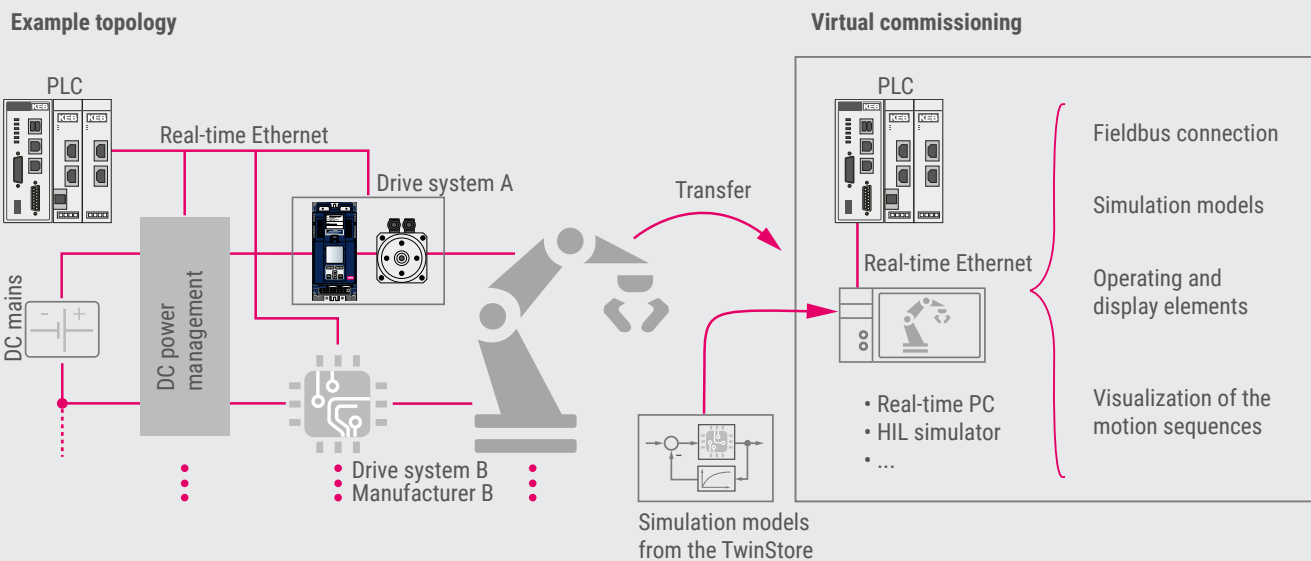 Example topology
PLC
KEB
KEB
KEB
Real-time Ethernet
Drive system A
DC mains
- +
DC power
management
Drive system B
Manufacturer B
Transfer
Simulation models
from the TwinStore
Virtual commissioning
PLC
KEB
KEB
KEB
Real-time Ethernet
• Real-time PC
• HIL simulator
• ...
Fieldbus connection
Simulation models
Operating and
display elements
Visualization of the
motion sequences